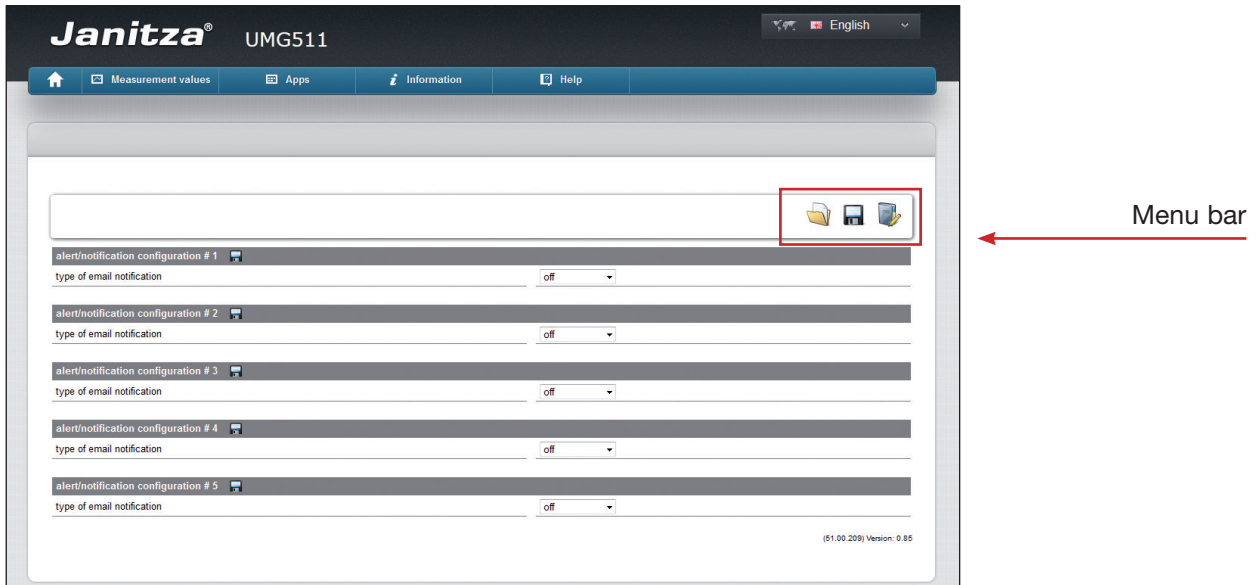 Janitza® UMG511
English
Measurement values Apps Information Help
Menu bar
alert/notification configuration # 1
type of email notification off
alert/notification configuration # 2
type of email notification off
alert/notification configuration # 3
type of email notification off
alert/notification configuration # 4
type of email notification off
alert/notification configuration # 5
type of email notification off
(51.00.209) Version: 0.85